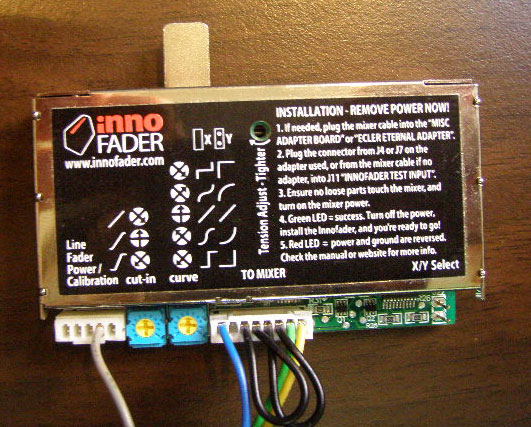 inno
FADER
www.innofader.com
X Y
Line
Fader
Power /
Calibration cut-in curve
Tension Adjust - Tighter
TO MIXER
INSTALLATION - REMOVE POWER NOW!
1. If needed, plug the mixer cable into the "MISC
ADAPTER BOARD" or "ECLER ETERNAL ADAPTER".
2. Plug the connector from J4 or J7 on the
adapter used, or from the mixer cable if no
adapter, into J11 "INNOFADER TEST INPUT".
3. Ensure no loose parts touch the mixer, and
turn on the mixer power.
4. Green LED = success. Turn off the power,
install the Innofader, and you're ready to go!
5. Red LED = power and ground are reversed.
Check the manual or website for more info.
X/Y Select
R26
R28